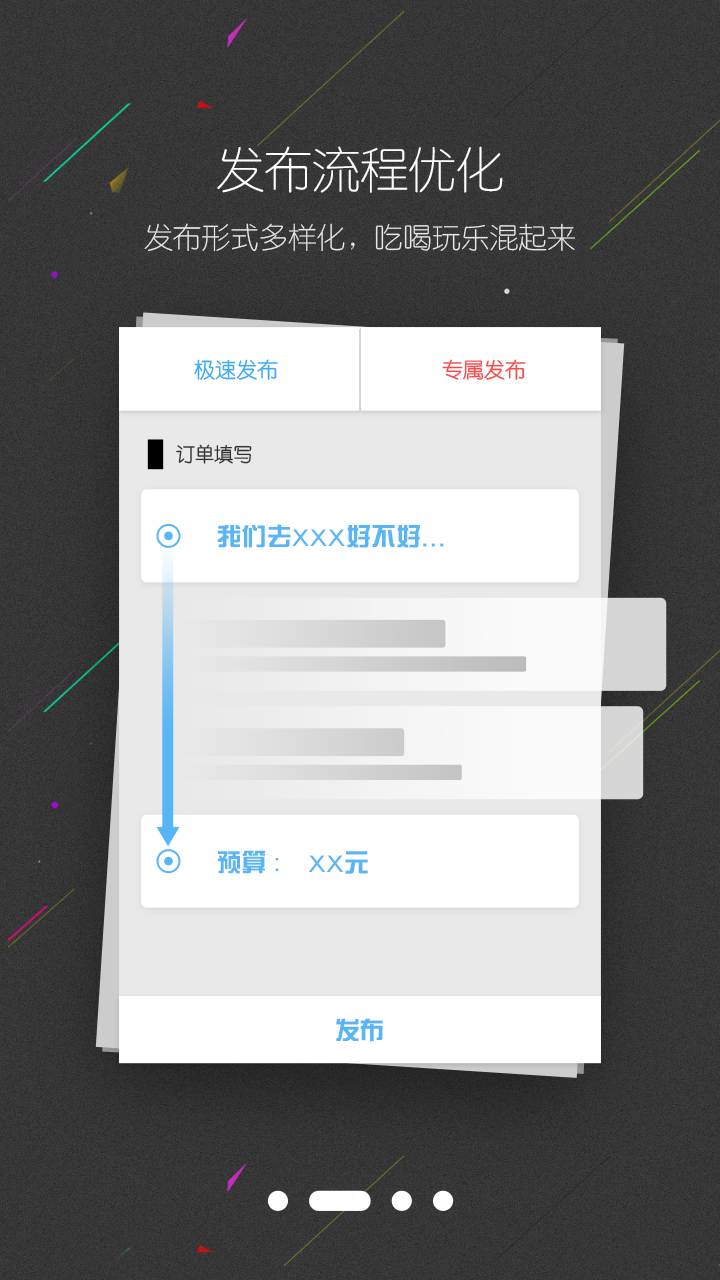 发布流程优化
发布形式多样化，吃喝玩乐混起来
极速发布
专属发布
订单填写
我们去XXX好不好...
预算： XX元
发布